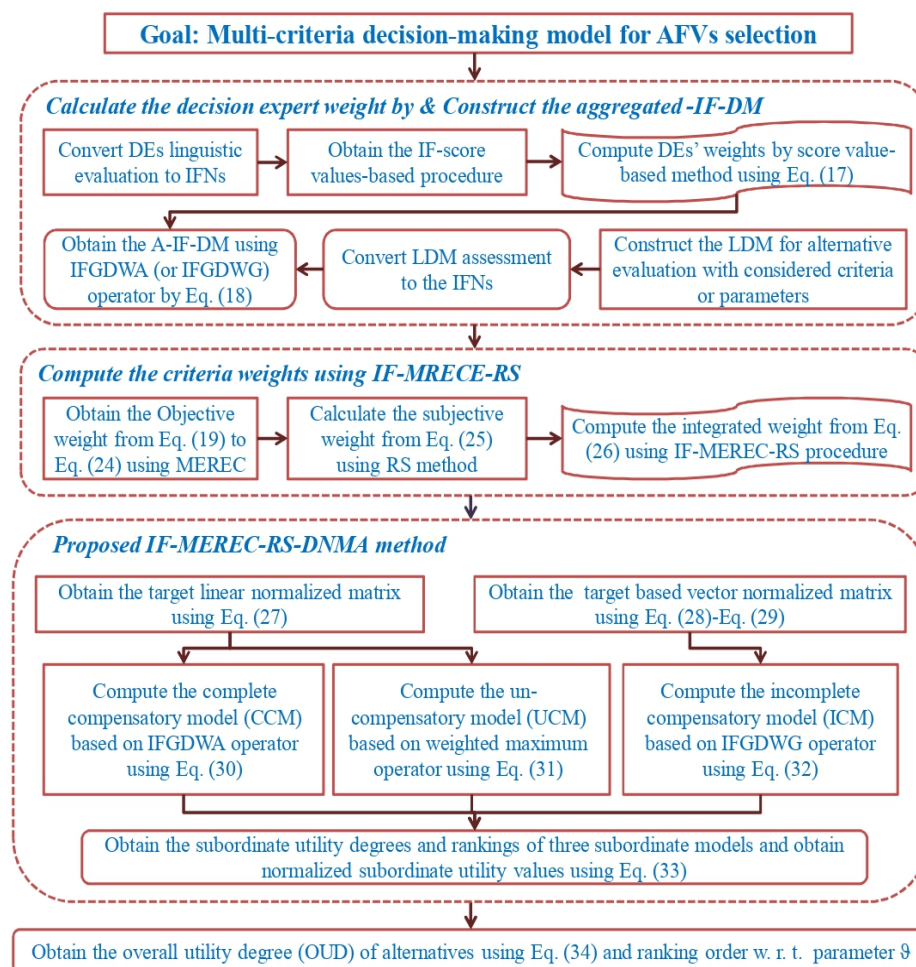 Goal: Multi-criteria decision-making model for AFVs selection
Calculate the decision expert weight by & Construct the aggregated -IF-DM
Convert DEs linguistic
evaluation to IFNs
Obtain the IF-score
values-based procedure
Compute DEs' weights by score value-
based method using Eq. (17)
Obtain the A-IF-DM using
IFGDWA (or IFGDWG)
operator by Eq. (18)
Convert LDM assessment
to the IFNs
Construct the LDM for alternative
evaluation with considered criteria
or parameters
Compute the criteria weights using IF-MRECE-RS
Obtain the Objective
weight from Eq. (19) to
Eq. (24) using MEREC
Calculate the subjective
weight from Eq. (25)
using RS method
Compute the integrated weight from Eq.
(26) using IF-MEREC-RS procedure
Proposed IF-MEREC-RS-DNMA method
Obtain the target linear normalized matrix
using Eq. (27)
Obtain the target based vector normalized matrix
using Eq. (28)-Eq. (29)
Compute the complete
compensatory model (CCM)
based on IFGDWA operator
using Eq. (30)
Compute the un-
compensatory model (UCM)
based on weighted maximum
operator using Eq. (31)
Compute the incomplete
compensatory model (ICM)
based on IFGDWG operator
using Eq. (32)
Obtain the subordinate utility degrees and rankings of three subordinate models and obtain
normalized subordinate utility values using Eq. (33)
Obtain the overall utility degree (OUD) of alternatives using Eq. (34) and ranking order w. r. t. parameter ϑ